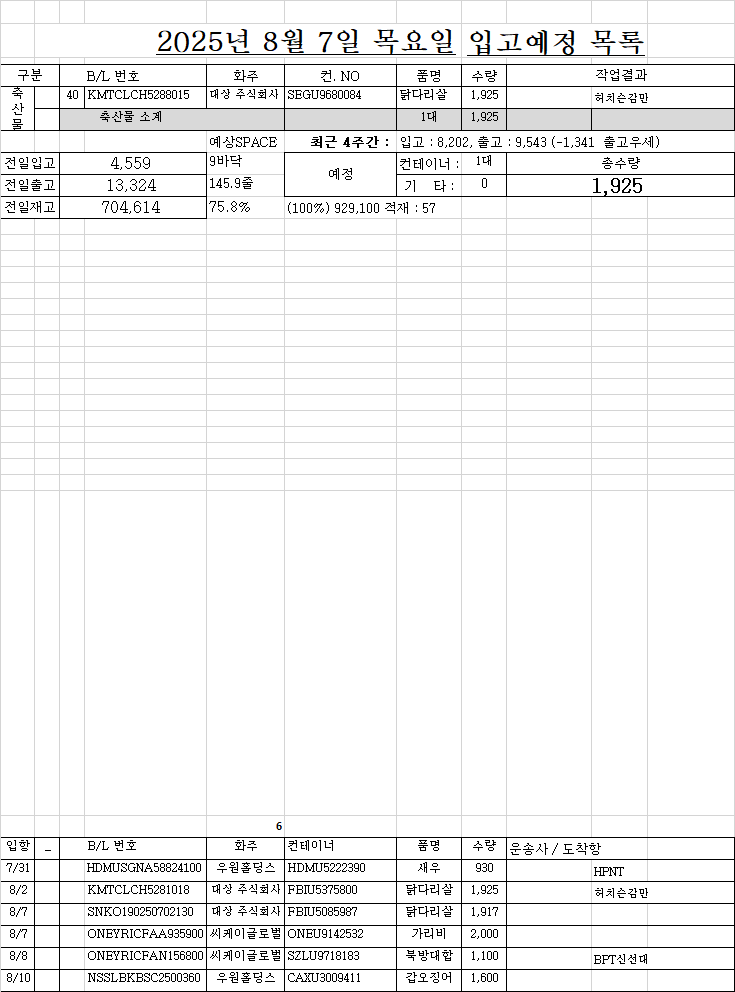 2025년 8월 7일 목요일 입고예정 목록
구분 B/L 번호 화주 컨. NO 품명 수량 작업결과
축산물 40 KMTCLCH5288015 대상 주식회사 SEGU9680084 닭다리살 1,925 허치슨감만
축산물 소계 1대 1,925
예상SPACE 최근 4주간 : 입고 : 8,202, 출고 : 9,543 (-1,341 출고우세)
전일입고 4,559 9바닥 예정 컨테이너 : 1대 총수량
전일출고 13,324 145.9줄 기 타 : 0 1,925
전일재고 704,614 75.8% (100%) 929,100 적재 : 57
6
입항 _ B/L 번호 화주 컨테이너 품명 수량 운송사 / 도착항
7/31 HDMUSGNA58824100 우원홀딩스 HDMU5222390 새우 930 HPNT
8/2 KMTCLCH5281018 대상 주식회사 FBIU5375800 닭다리살 1,925 허치슨감만
8/7 SNKO190250702130 대상 주식회사 FBIU5085987 닭다리살 1,917
8/7 ONEYRICFAA935900 씨케이글로벌 ONEU9142532 가리비 2,000
8/8 ONEYRICFAN156800 씨케이글로벌 SZLU9718183 북방대합 1,100 BPT신선대
8/10 NSSLBKBSC2500360 우원홀딩스 CAXU3009411 갑오징어 1,600